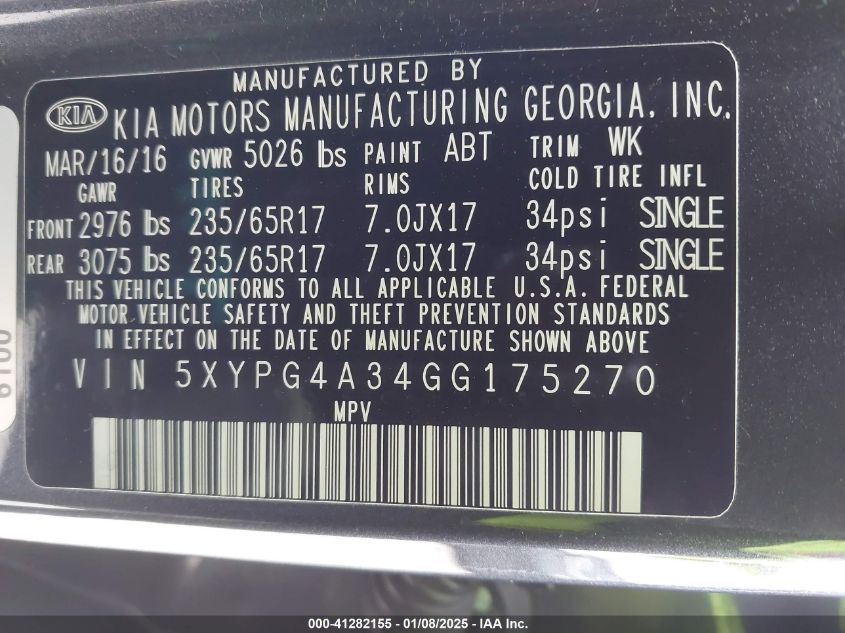 MANUFACTURED BY
KIA KIA MOTORS MANUFACTURING GEORGIA, INC.
MAR/16/16 GVWR 5026 lbs PAINT ABT TRIM WK
GAWR TIRES RIMS COLD TIRE INFL
FRONT 2976 lbs 235/65R17 7.0JX17 34psi SINGLE
REAR 3075 lbs 235/65R17 7.0JX17 34psi SINGLE
THIS VEHICLE CONFORMS TO ALL APPLICABLE U.S.A. FEDERAL
MOTOR VEHICLE SAFETY AND THEFT PREVENTION STANDARDS
IN EFFECT ON THE DATE OF MANUFACTURE SHOWN ABOVE
VIN 5XYPG4A34GG175270
MPV
000-41282155 - 01/08/2025 - IAA Inc.